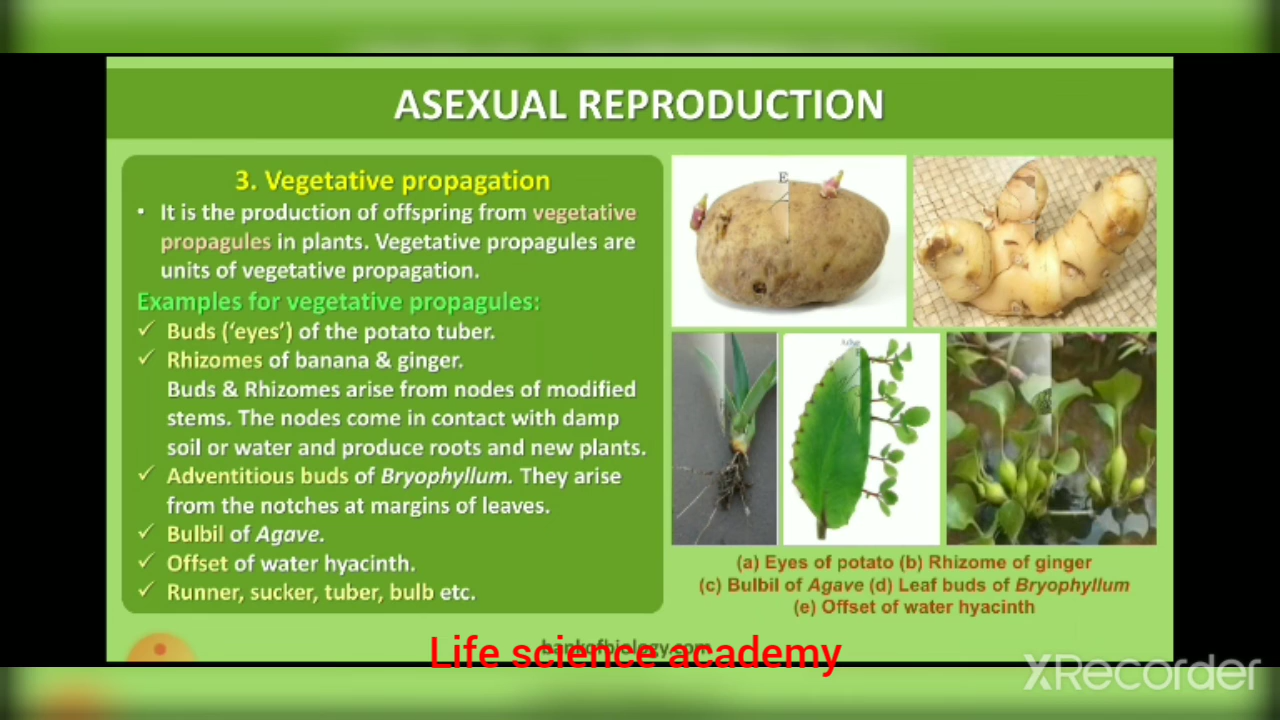 ASEXUAL REPRODUCTION
3. Vegetative propagation
• It is the production of offspring from vegetative
propagules in plants. Vegetative propagules are
units of vegetative propagation.
Examples for vegetative propagules:
✓ Buds (‘eyes’) of the potato tuber.
✓ Rhizomes of banana & ginger.
Buds & Rhizomes arise from nodes of modified
stems. The nodes come in contact with damp
soil or water and produce roots and new plants.
✓ Adventitious buds of Bryophyllum. They arise
from the notches at margins of leaves.
✓ Bulbil of Agave.
✓ Offset of water hyacinth.
✓ Runner, sucker, tuber, bulb etc.
E
(a) Eyes of potato (b) Rhizome of ginger
(c) Bulbil of Agave (d) Leaf buds of Bryophyllum
(e) Offset of water hyacinth
bankofbiology.com
Life science academy
XRecorder